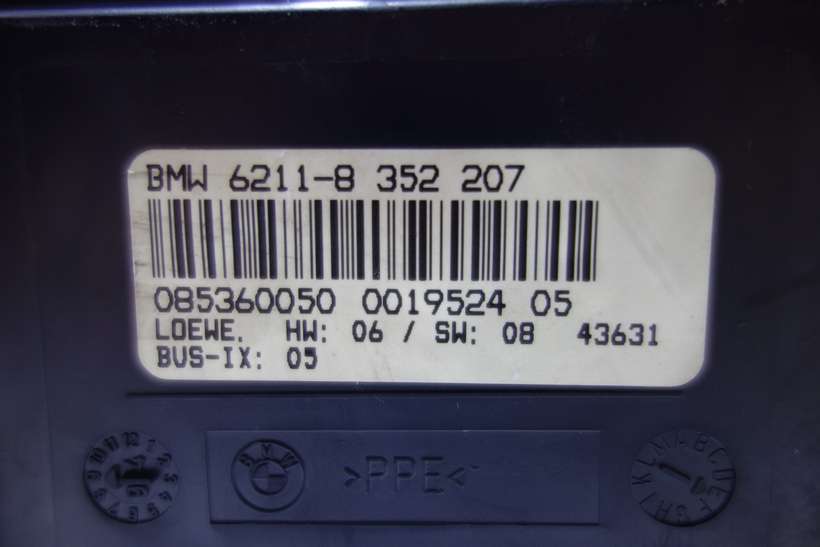 BMW 6211-8 352 207
085360050 0019524 05
LOEWE. HW: 06 / SW: 08 43631
BUS-IX: 05
BMW >PPE<